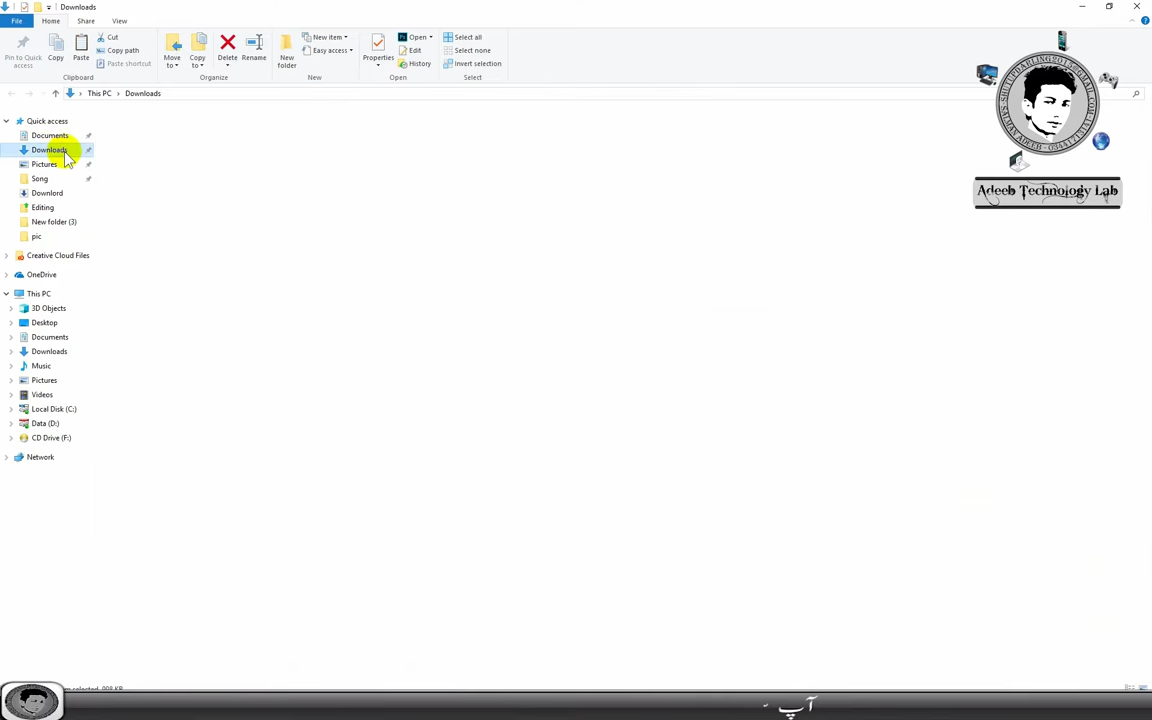 Downloads
File Home Share View
Pin to Quick access
Copy
Paste
Cut
Copy path
Paste shortcut
Clipboard
Move to
Copy to
Delete
Rename
Organize
New folder
New item
Easy access
New
Properties
Open
Edit
History
Open
Select all
Select none
Invert selection
Select
This PC > Downloads
Quick access
Documents
Downloads
Pictures
Song
Downlord
Editing
New folder (3)
pic
Creative Cloud Files
OneDrive
This PC
3D Objects
Desktop
Documents
Downloads
Music
Pictures
Videos
Local Disk (C:)
Data (D:)
CD Drive (F:)
Network
Adeeb Technology Lab
آپ